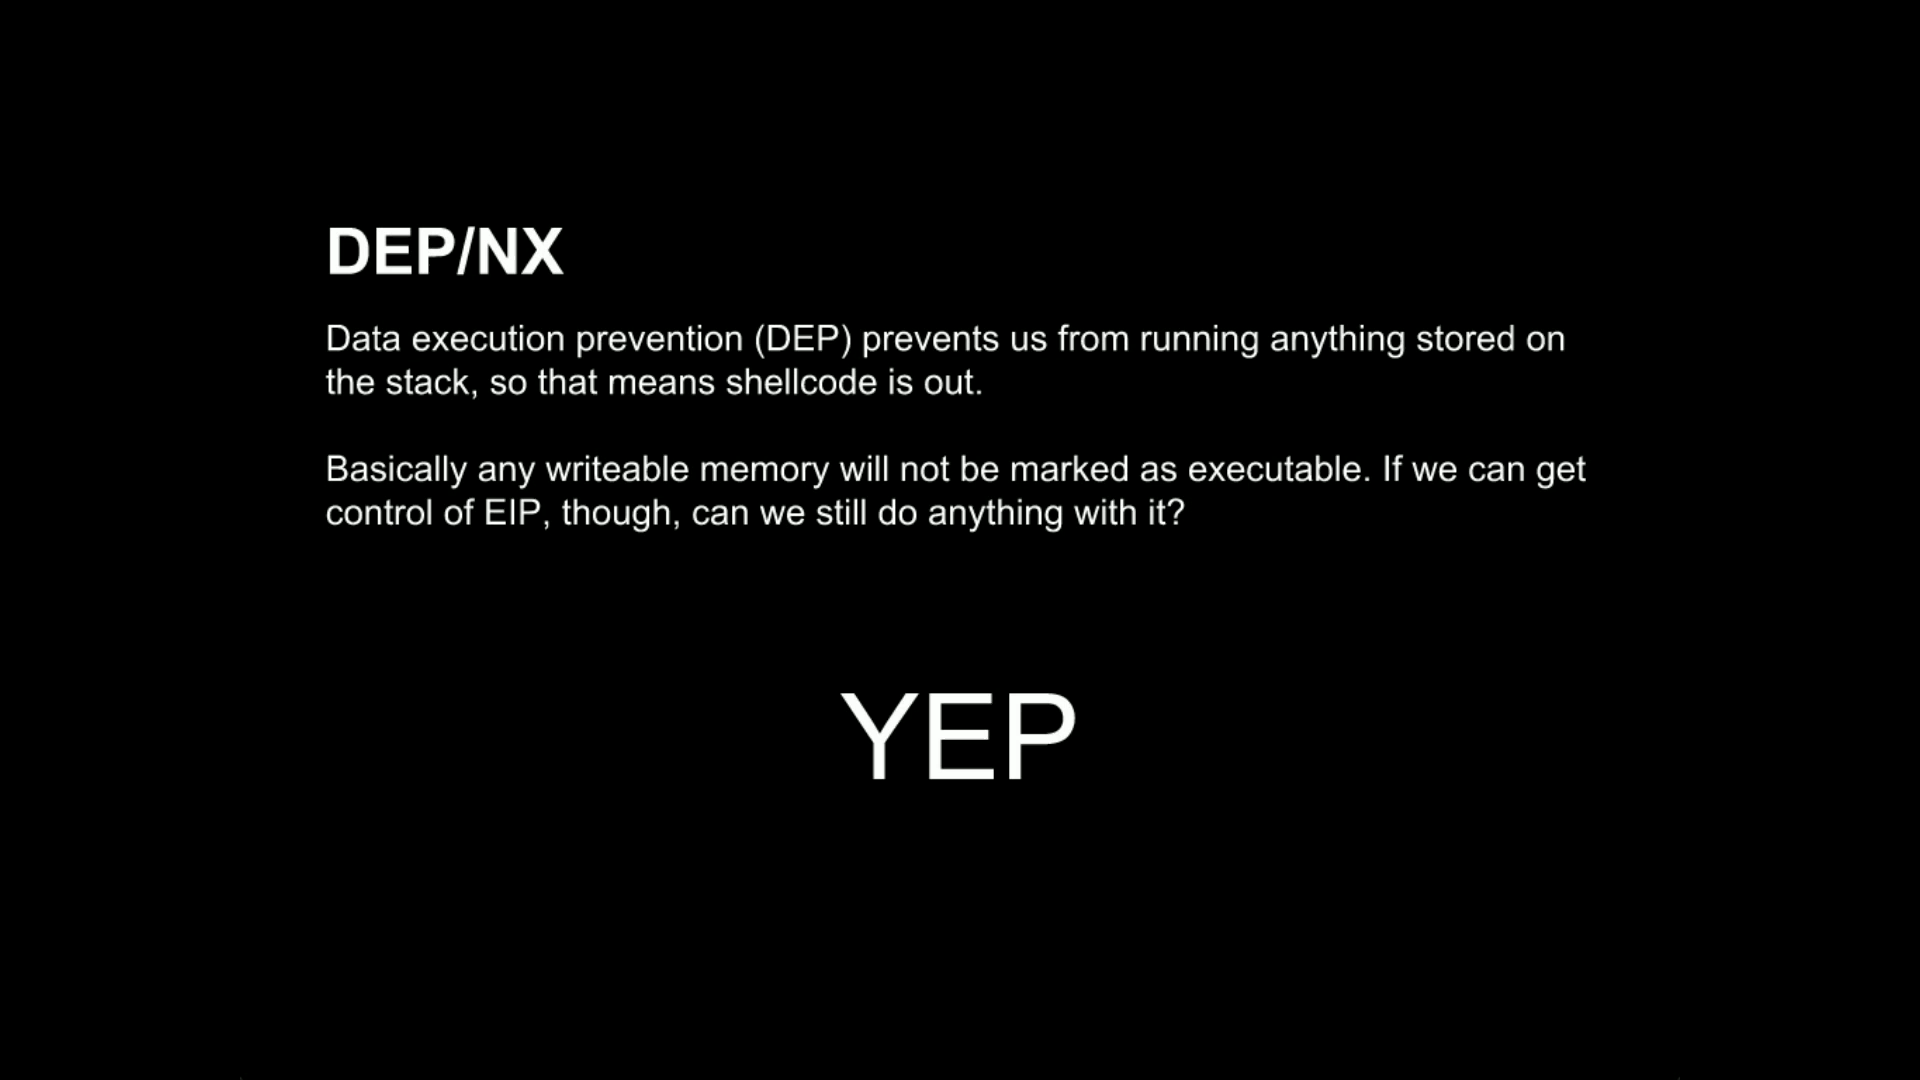 DEP/NX
Data execution prevention (DEP) prevents us from running anything stored on
the stack, so that means shellcode is out.
Basically any writeable memory will not be marked as executable. If we can get
control of EIP, though, can we still do anything with it?
YEP